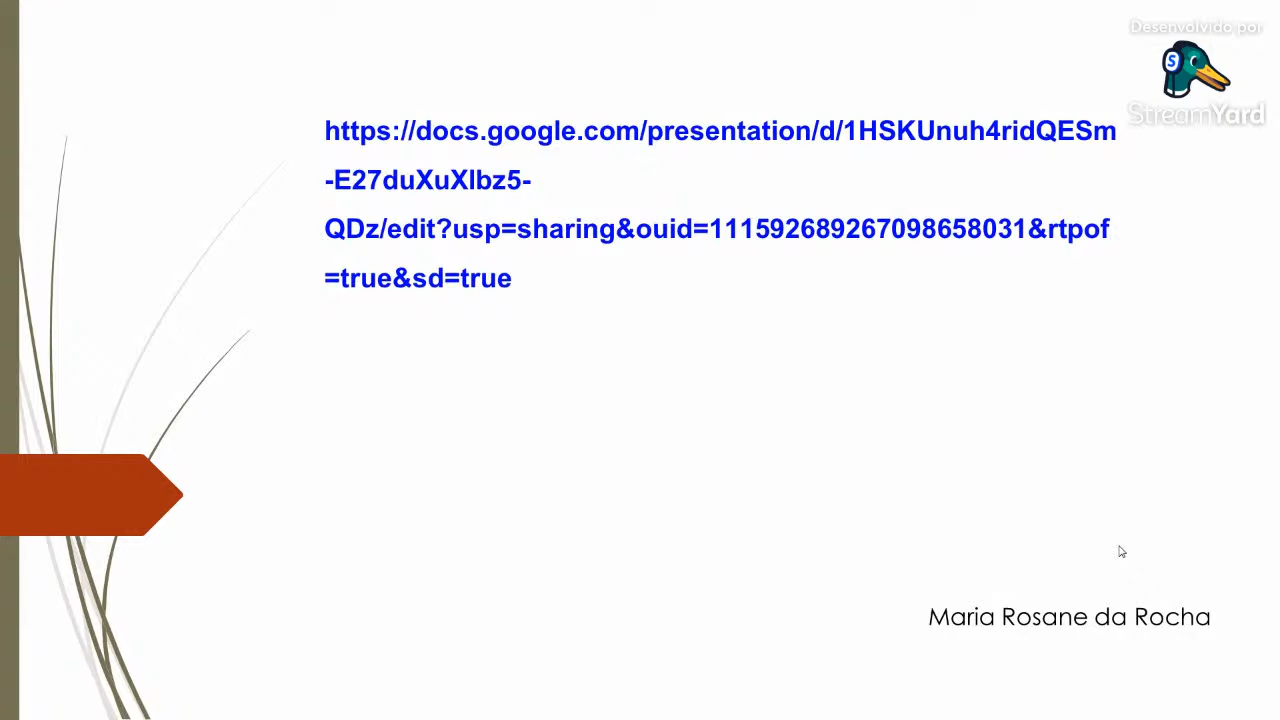 Desenvolvido por
S
StreamYard
https://docs.google.com/presentation/d/1HSKUnuh4ridQESm
-E27duXuXlbz5-
QDz/edit?usp=sharing&ouid=111592689267098658031&rtpof
=true&sd=true
Maria Rosane da Rocha